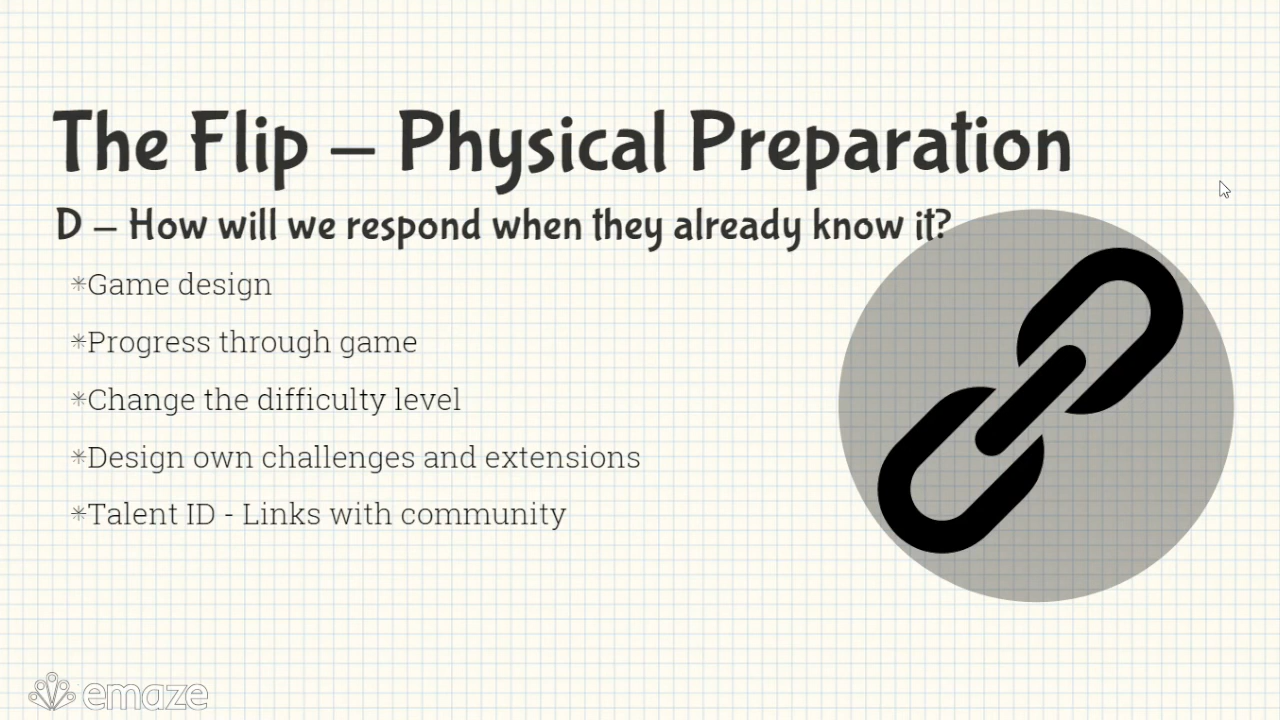 The Flip – Physical Preparation
D – How will we respond when they already know it?
*Game design
*Progress through game
*Change the difficulty level
*Design own challenges and extensions
*Talent ID - Links with community
emaze